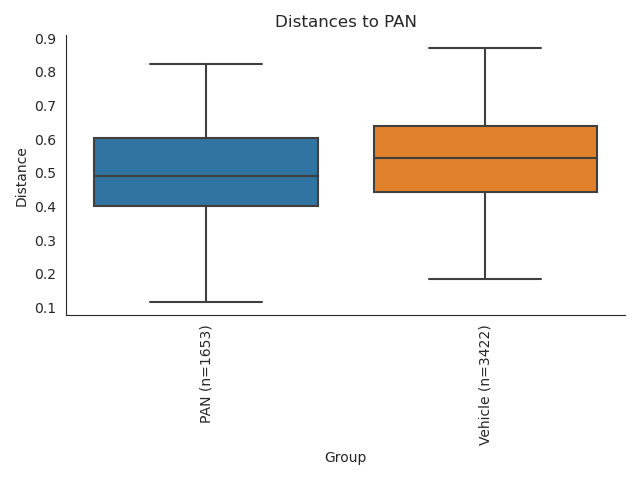 Distances to PAN
0.9
0.8
0.7
0.6
0.5
0.4
0.3
0.2
0.1
Distance
PAN (n=1653)
Vehicle (n=3422)
Group